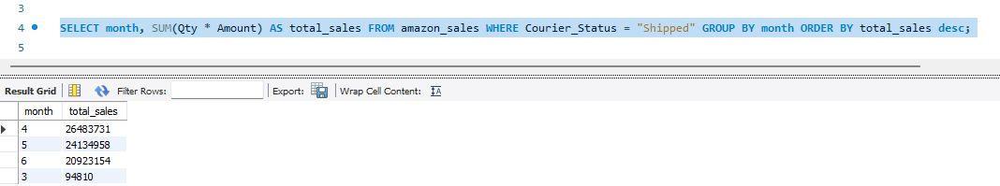 3
4 SELECT month, SUM(Qty * Amount) AS total_sales FROM amazon_sales WHERE Courier_Status = "Shipped" GROUP BY month ORDER BY total_sales desc;
5
Result Grid Filter Rows: Export: Wrap Cell Content:
month total_sales
4 26483731
5 24134958
6 20923154
3 94810